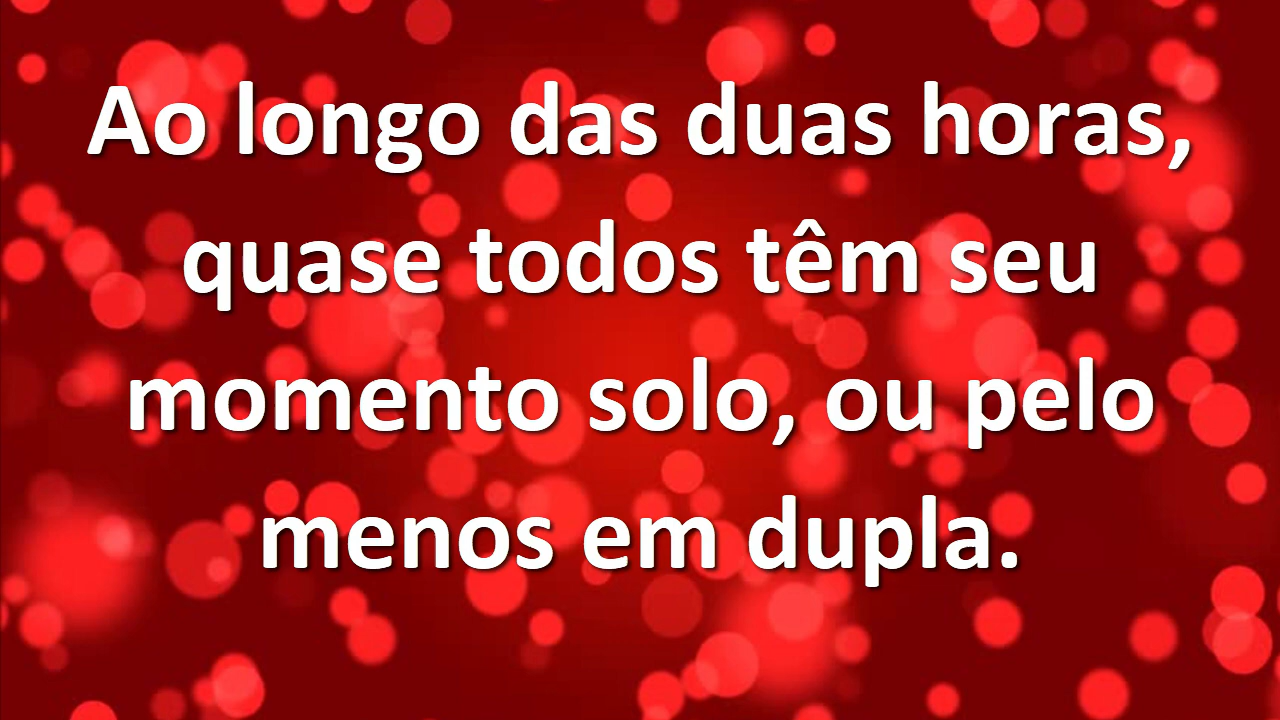 Ao longo das duas horas,
quase todos têm seu
momento solo, ou pelo
menos em dupla.